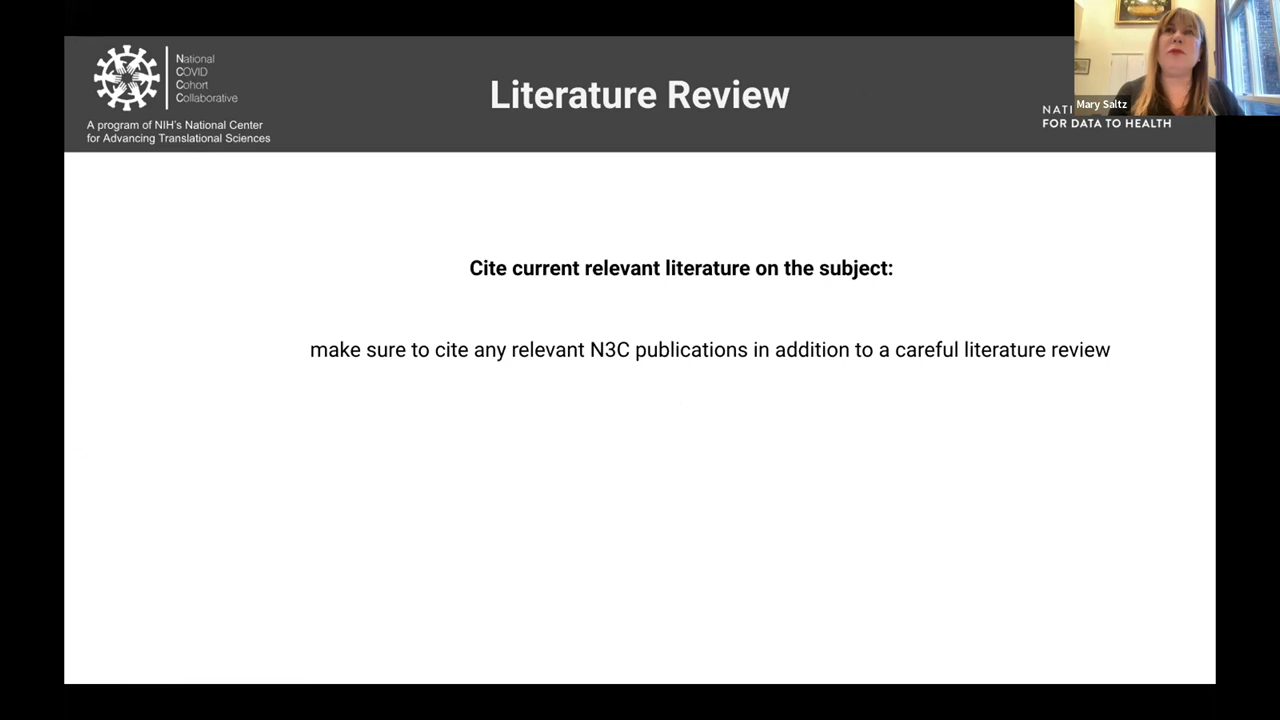 National
COVID
Cohort
Collaborative
A program of NIH's National Center
for Advancing Translational Sciences
Literature Review
Mary Saltz
FOR DATA TO HEALTH
Cite current relevant literature on the subject:
make sure to cite any relevant N3C publications in addition to a careful literature review